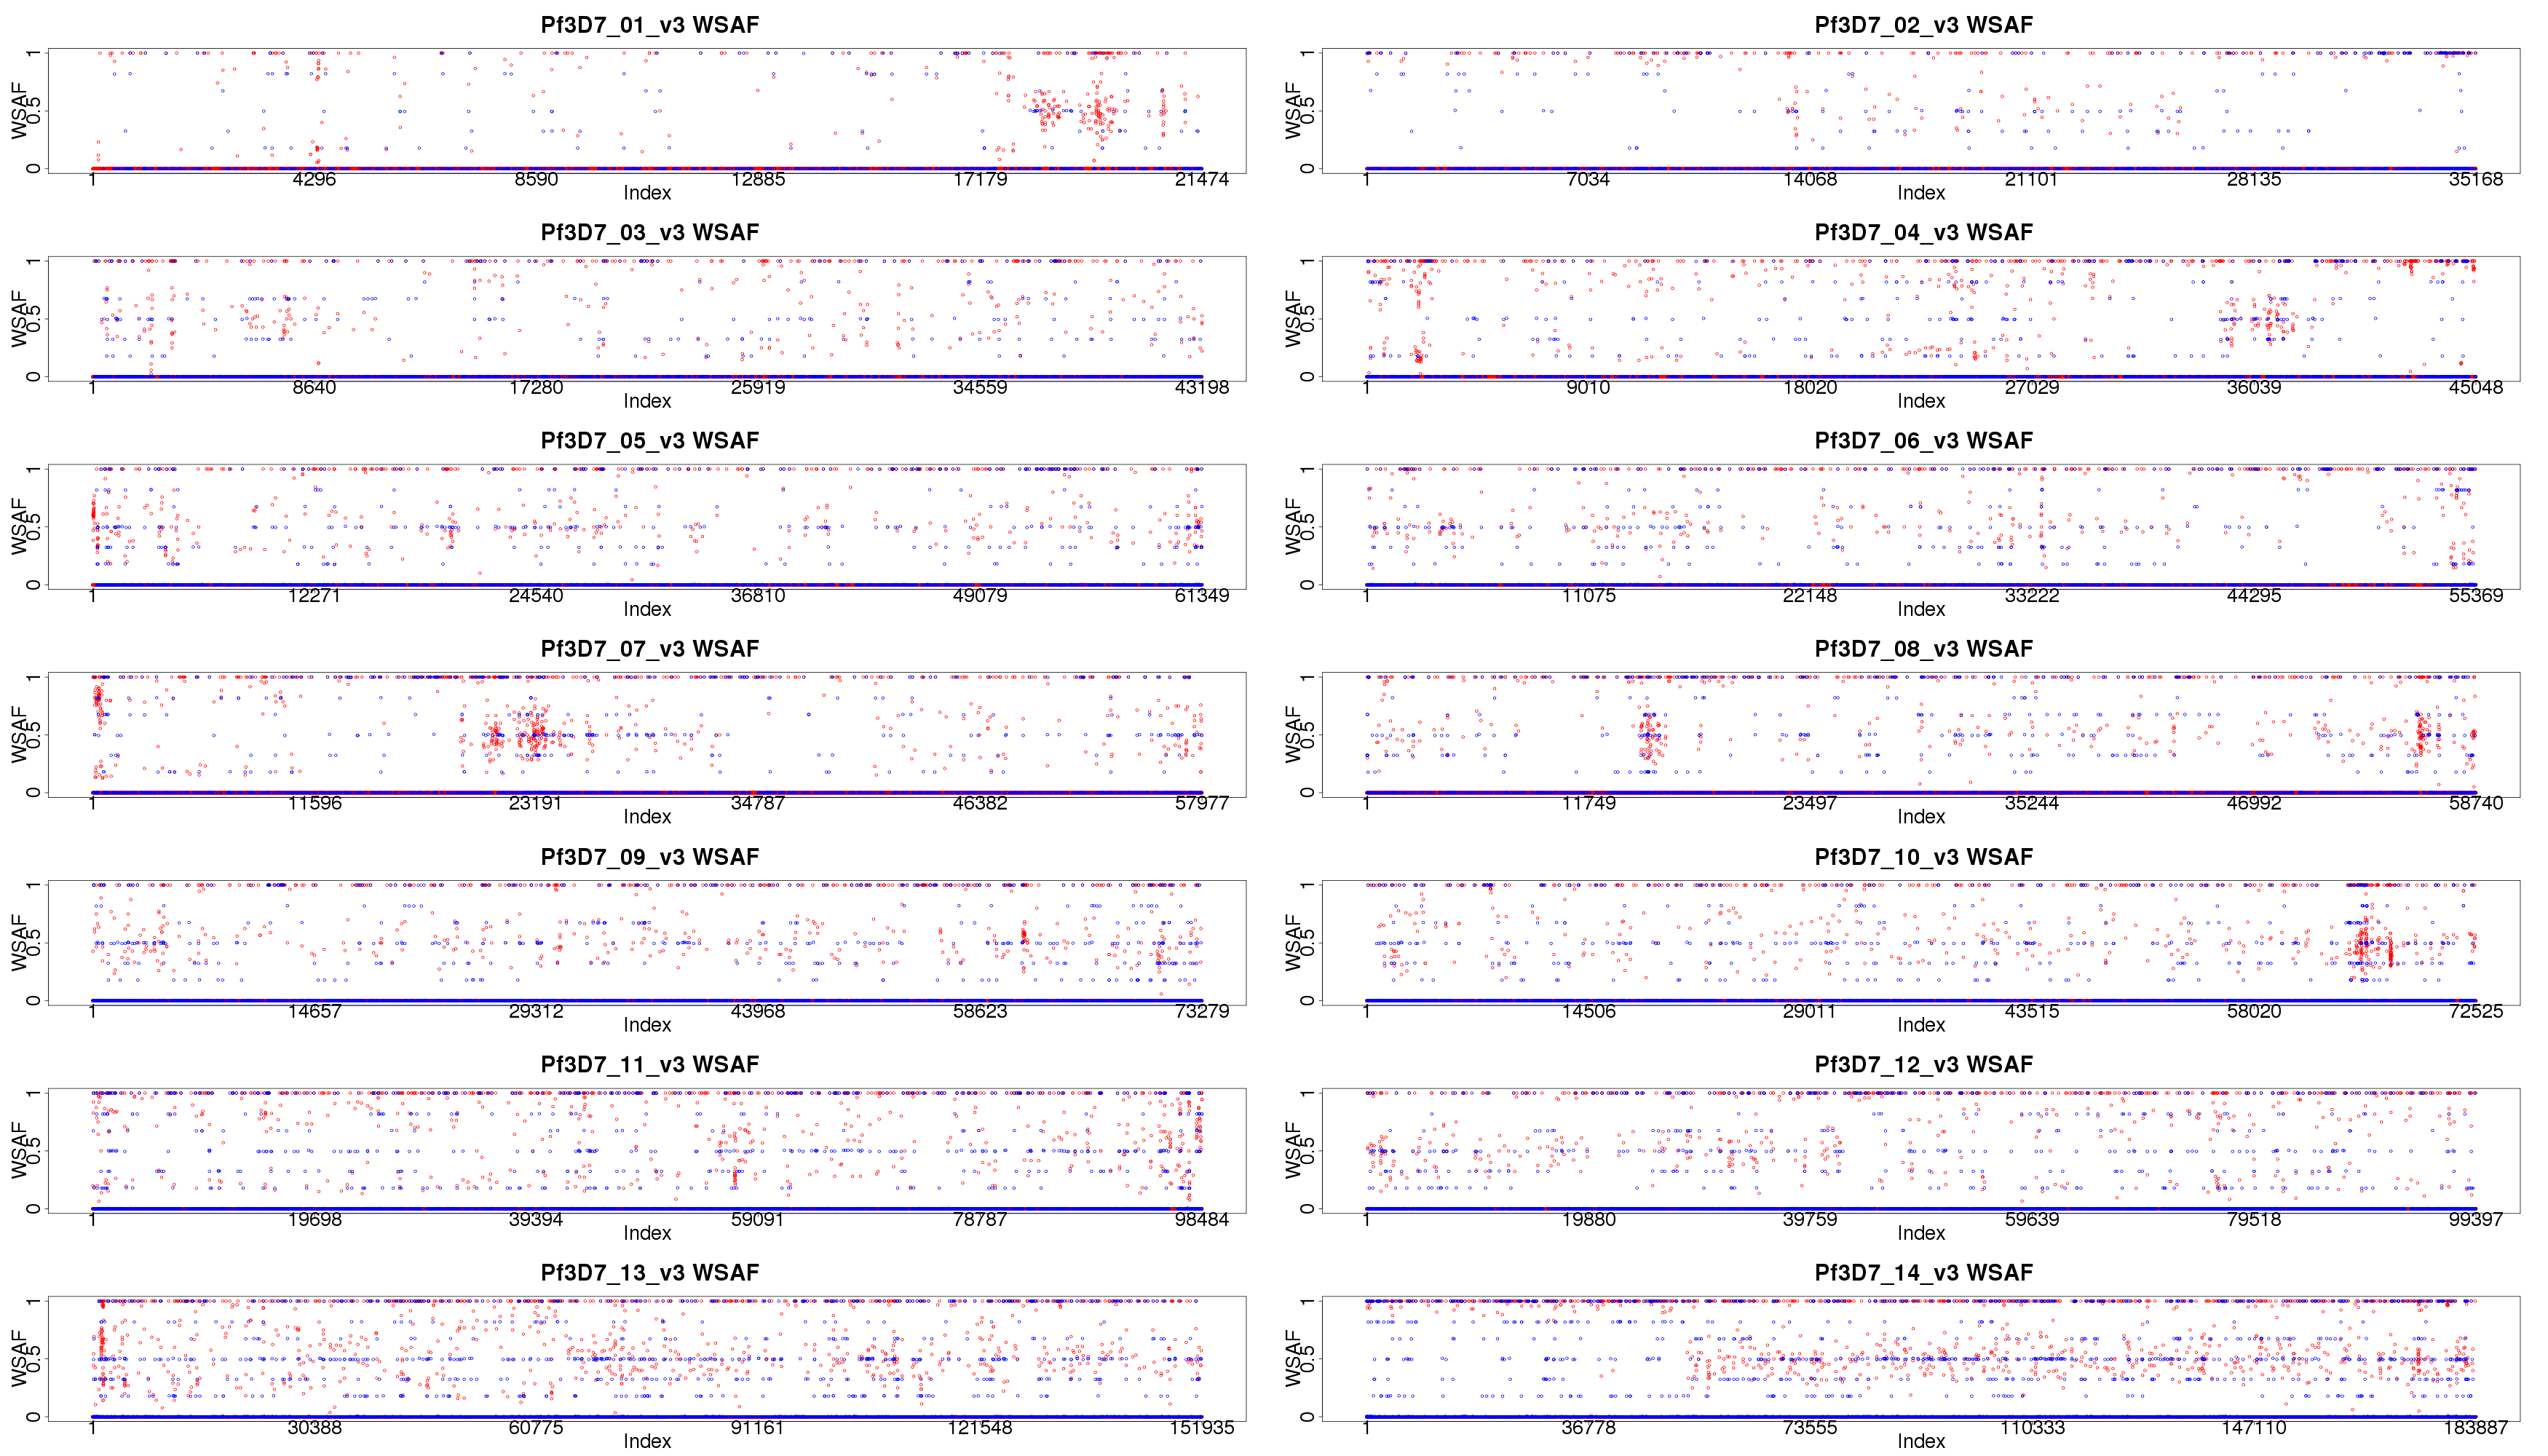 Pf3D7_01_v3 WSAF
WSAF
0 0.5 1
1 4296 8590 12885 17179 21474
Index
Pf3D7_02_v3 WSAF
WSAF
0 0.5 1
1 7034 14068 21101 28135 35168
Index
Pf3D7_03_v3 WSAF
WSAF
0 0.5 1
1 8640 17280 25919 34559 43198
Index
Pf3D7_04_v3 WSAF
WSAF
0 0.5 1
1 9010 18020 27029 36039 45048
Index
Pf3D7_05_v3 WSAF
WSAF
0 0.5 1
1 12271 24540 36810 49079 61349
Index
Pf3D7_06_v3 WSAF
WSAF
0 0.5 1
1 11075 22148 33222 44295 55369
Index
Pf3D7_07_v3 WSAF
WSAF
0 0.5 1
1 11596 23191 34787 46382 57977
Index
Pf3D7_08_v3 WSAF
WSAF
0 0.5 1
1 11749 23497 35244 46992 58740
Index
Pf3D7_09_v3 WSAF
WSAF
0 0.5 1
1 14657 29312 43968 58623 73279
Index
Pf3D7_10_v3 WSAF
WSAF
0 0.5 1
1 14506 29011 43515 58020 72525
Index
Pf3D7_11_v3 WSAF
WSAF
0 0.5 1
1 19698 39394 59091 78787 98484
Index
Pf3D7_12_v3 WSAF
WSAF
0 0.5 1
1 19880 39759 59639 79518 99397
Index
Pf3D7_13_v3 WSAF
WSAF
0 0.5 1
1 30388 60775 91161 121548 151935
Index
Pf3D7_14_v3 WSAF
WSAF
0 0.5 1
1 36778 73555 110333 147110 183887
Index